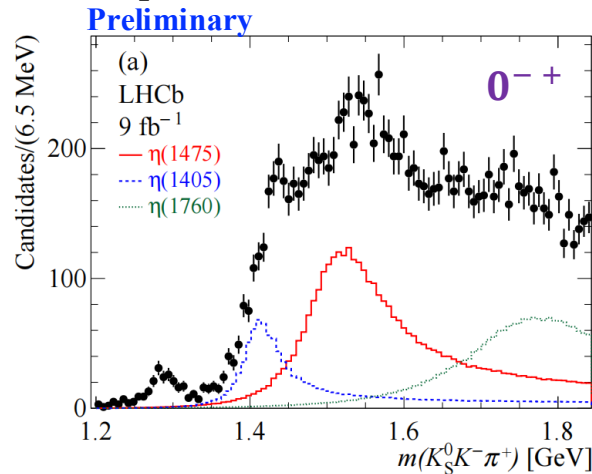 Preliminary
(a)
LHCb
9 fb⁻¹
η(1475)
η(1405)
η(1760)
0⁻ ⁺
Candidates/(6.5 MeV)
200
100
0
1.2
1.4
1.6
1.8
m(K⁰_S K⁻π⁺) [GeV]